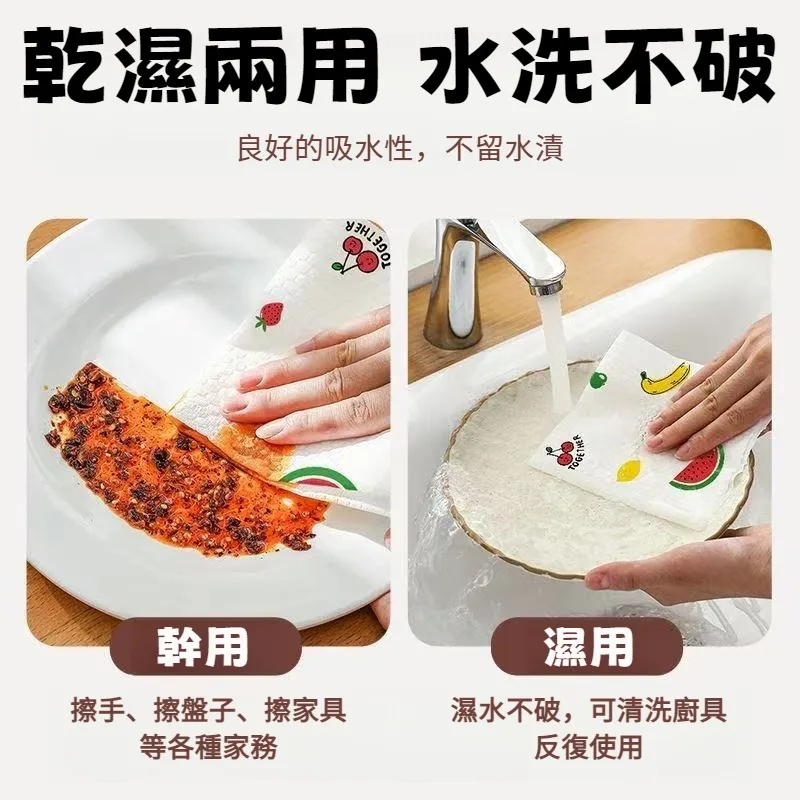 乾濕兩用 水洗不破
良好的吸水性，不留水漬
TOGETHER
TOGETHER
幹用
濕用
擦手、擦盤子、擦家具
等各種家務
濕水不破，可清洗廚具
反復使用